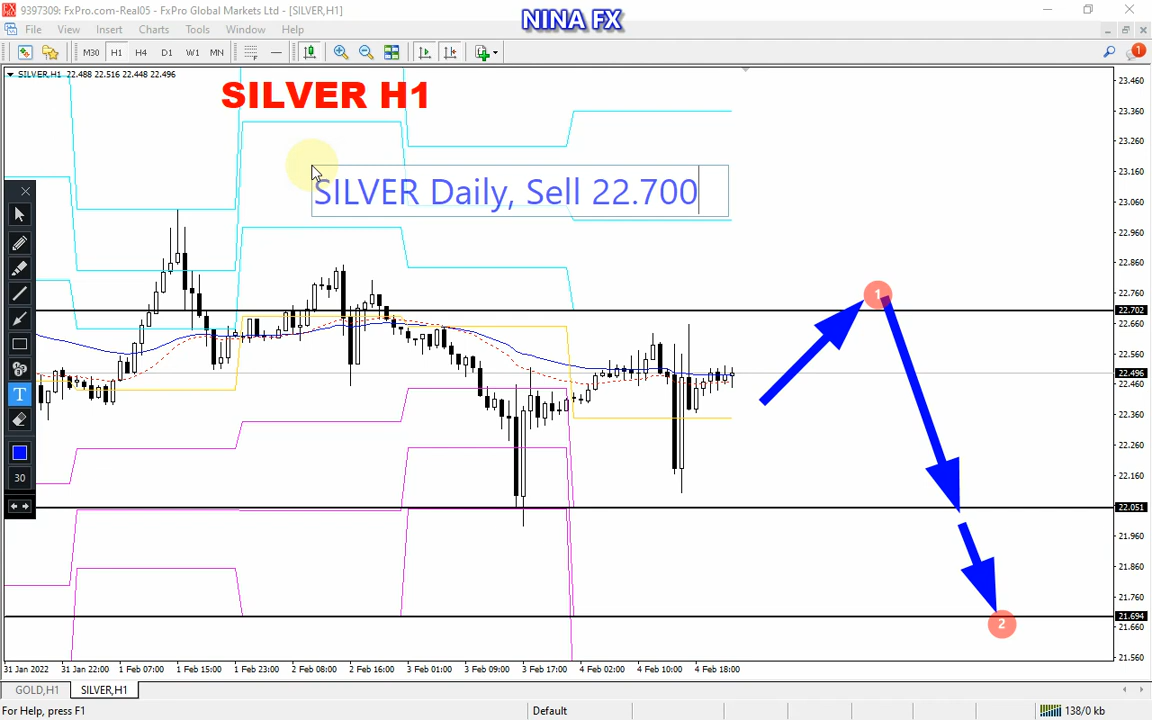 9397309: FxPro.com-Real05 - FxPro Global Markets Ltd - [SILVER,H1]
NINA FX
File View Insert Charts Tools Window Help
M30 H1 H4 D1 W1 MN
1
SILVER,H1 22.488 22.516 22.448 22.496
SILVER H1
SILVER Daily, Sell 22.700
T
30
1
2
23.460
23.360
23.260
23.160
23.060
22.960
22.860
22.760
22.702
22.660
22.560
22.496
22.460
22.360
22.260
22.160
22.051
21.960
21.860
21.760
21.694
21.660
21.560
31 Jan 2022 31 Jan 22:00 1 Feb 07:00 1 Feb 15:00 1 Feb 23:00 2 Feb 08:00 2 Feb 16:00 3 Feb 01:00 3 Feb 09:00 3 Feb 17:00 4 Feb 02:00 4 Feb 10:00 4 Feb 18:00
GOLD,H1 SILVER,H1
For Help, press F1 Default 138/0 kb